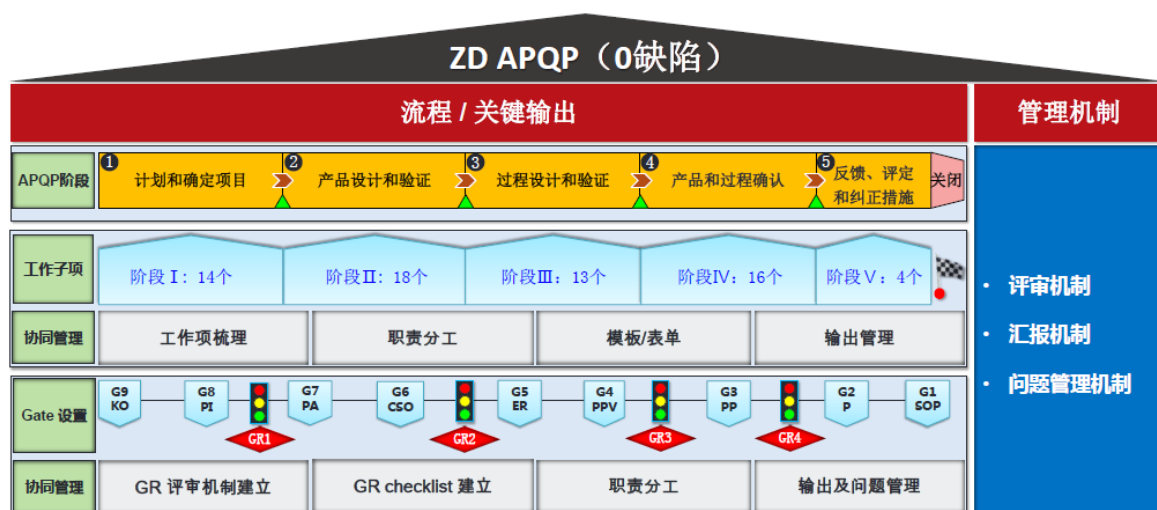 ZD APQP（0缺陷）
流程 / 关键输出
管理机制
APQP阶段
1
计划和确定项目
2
产品设计和验证
3
过程设计和验证
4
产品和过程确认
5
反馈、评定
和纠正措施
关闭
工作子项
阶段 I：14个
阶段II：18个
阶段III：13个
阶段IV：16个
阶段 V：4个
协同管理
工作项梳理
职责分工
模板/表单
输出管理
Gate 设置
G9
KO
G8
PI
GR1
G7
PA
G6
CSO
GR2
G5
ER
G4
PPV
GR3
G3
PP
GR4
G2
P
G1
SOP
协同管理
GR 评审机制建立
GR checklist 建立
职责分工
输出及问题管理
· 评审机制
· 汇报机制
· 问题管理机制